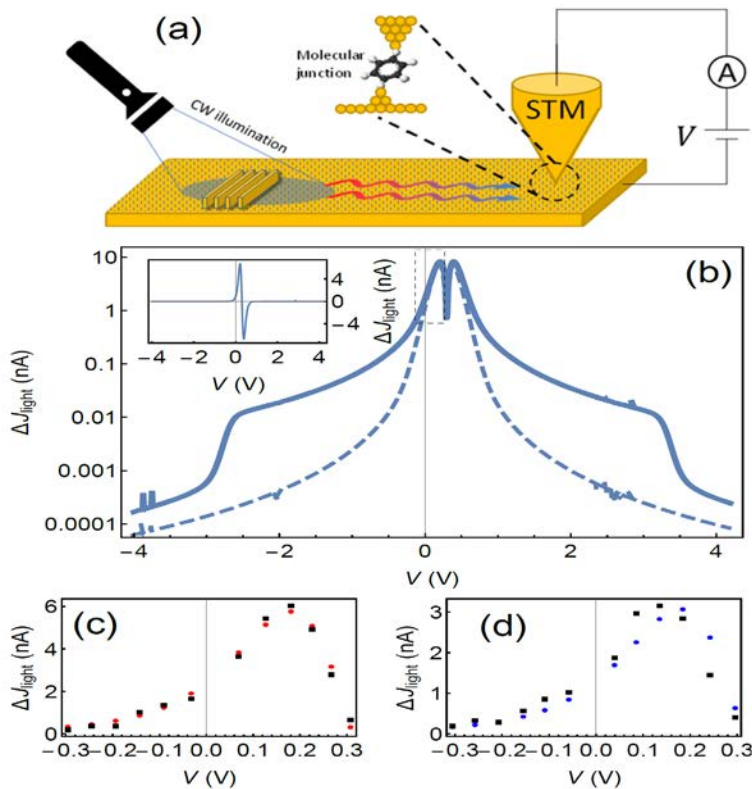 (a)
Molecular
junction
CW illumination
STM
A
V
(b)
ΔJlight (nA)
10
1
0.1
0.01
0.001
0.0001
−4 −2 0 2 4
V (V)
4
0
−4
−4 −2 0 2 4
V (V)
ΔJlight (nA)
(c)
ΔJlight (nA)
6
4
2
0
−0.3 −0.2 −0.1 0.0 0.1 0.2 0.3
V (V)
(d)
ΔJlight (nA)
3
2
1
0
−0.3 −0.2 −0.1 0.0 0.1 0.2 0.3
V (V)